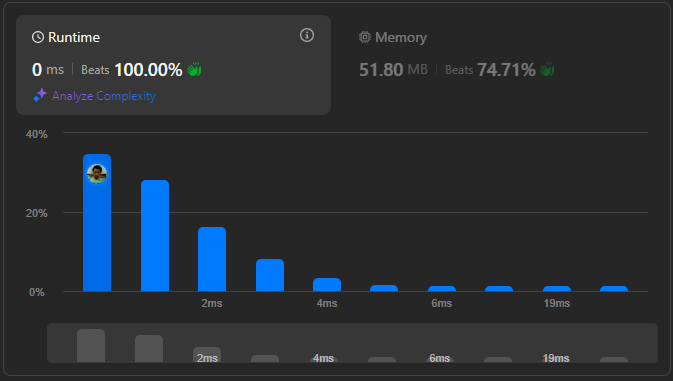 Runtime
0 ms | Beats 100.00%
Analyze Complexity
Memory
51.80 MB | Beats 74.71%
40%
20%
0%
2ms 4ms 6ms 19ms
2ms 4ms 6ms 19ms